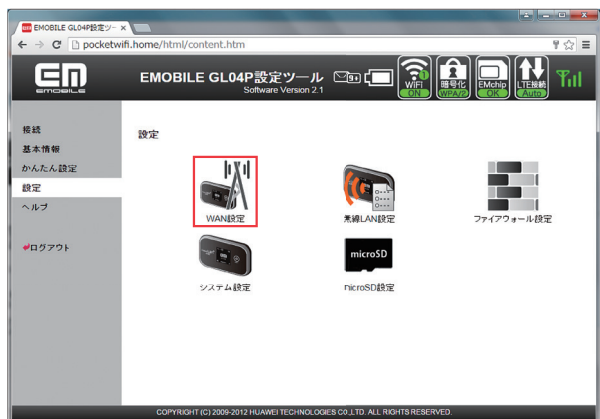 EMOBILE GL04P設定ツー
pocketwifi.home/html/content.htm
EM
EMOBILE
EMOBILE GL04P設定ツール
Software Version 2.1
9+
WiFi
ON
暗号化
WPA/2
EMchip
OK
LTE接続
Auto
接続
基本情報
かんたん設定
設定
ヘルプ
ログアウト
設定
WAN設定
無線LAN設定
ファイアウォール設定
システム設定
microSD
microSD設定
COPYRIGHT (C) 2009-2012 HUAWEI TECHNOLOGIES CO.,LTD. ALL RIGHTS RESERVED.